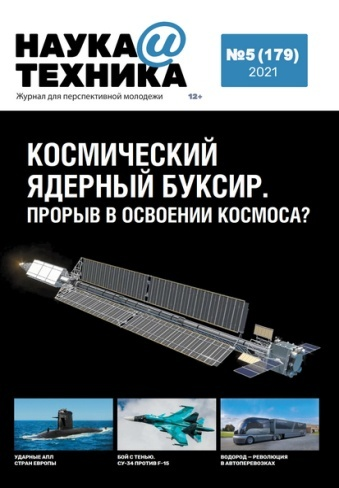 НАУКА и
ТЕХНИКА
Журнал для перспективной молодежи 12+
№5 (179)
2021
КОСМИЧЕСКИЙ
ЯДЕРНЫЙ БУКСИР.
ПРОРЫВ В ОСВОЕНИИ КОСМОСА?
УДАРНЫЕ АПЛ
СТРАН ЕВРОПЫ
БОЙ С ТЕНЬЮ.
СУ-34 ПРОТИВ F-15
ВОДОРОД — РЕВОЛЮЦИЯ
В АВТОПЕРЕВОЗКАХ